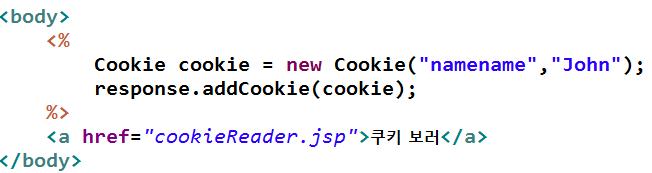 <body>
    <%
        Cookie cookie = new Cookie("namename","John");
        response.addCookie(cookie);
    %>
    <a href="cookieReader.jsp">쿠키 보러</a>
</body>